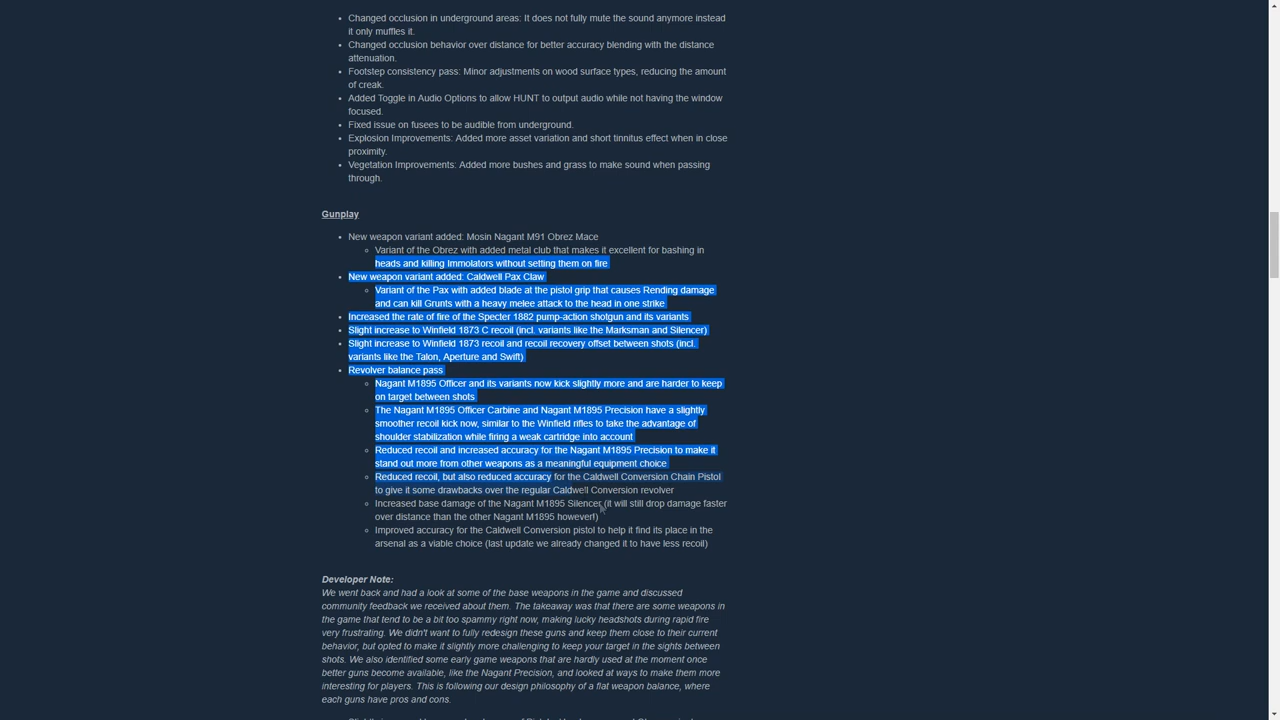 Changed occlusion in underground areas: It does not fully mute the sound anymore instead
it only muffles it.
Changed occlusion behavior over distance for better accuracy blending with the distance
attenuation.
Footstep consistency pass: Minor adjustments on wood surface types, reducing the amount
of creak.
Added Toggle in Audio Options to allow HUNT to output audio while not having the window
focused.
Fixed issue on fusees to be audible from underground.
Explosion Improvements: Added more asset variation and short tinnitus effect when in close
proximity.
Vegetation Improvements: Added more bushes and grass to make sound when passing
through.
Gunplay
New weapon variant added: Mosin Nagant M91 Obrez Mace
Variant of the Obrez with added metal club that makes it excellent for bashing in
heads and killing Immolators without setting them on fire
New weapon variant added: Caldwell Pax Claw
Variant of the Pax with added blade at the pistol grip that causes Rending damage
and can kill Grunts with a heavy melee attack to the head in one strike
Increased the rate of fire of the Specter 1882 pump-action shotgun and its variants
Slight increase to Winfield 1873 C recoil (incl. variants like the Marksman and Silencer)
Slight increase to Winfield 1873 recoil and recoil recovery offset between shots (incl.
variants like the Talon, Aperture and Swift)
Revolver balance pass
Nagant M1895 Officer and its variants now kick slightly more and are harder to keep
on target between shots
The Nagant M1895 Officer Carbine and Nagant M1895 Precision have a slightly
smoother recoil kick now, similar to the Winfield rifles to take the advantage of
shoulder stabilization while firing a weak cartridge into account
Reduced recoil and increased accuracy for the Nagant M1895 Precision to make it
stand out more from other weapons as a meaningful equipment choice
Reduced recoil, but also reduced accuracy for the Caldwell Conversion Chain Pistol
to give it some drawbacks over the regular Caldwell Conversion revolver
Increased base damage of the Nagant M1895 Silencer (it will still drop damage faster
over distance than the other Nagant M1895 however!)
Improved accuracy for the Caldwell Conversion pistol to help it find its place in the
arsenal as a viable choice (last update we already changed it to have less recoil)
Developer Note:
We went back and had a look at some of the base weapons in the game and discussed
community feedback we received about them. The takeaway was that there are some weapons in
the game that tend to be a bit too spammy right now, making lucky headshots during rapid fire
very frustrating. We didn't want to fully redesign these guns and keep them close to their current
behavior, but opted to make it slightly more challenging to keep your target in the sights between
shots. We also identified some early game weapons that are hardly used at the moment once
better guns become available, like the Nagant Precision, and looked at ways to make them more
interesting for players. This is following our design philosophy of a flat weapon balance, where
each guns have pros and cons.